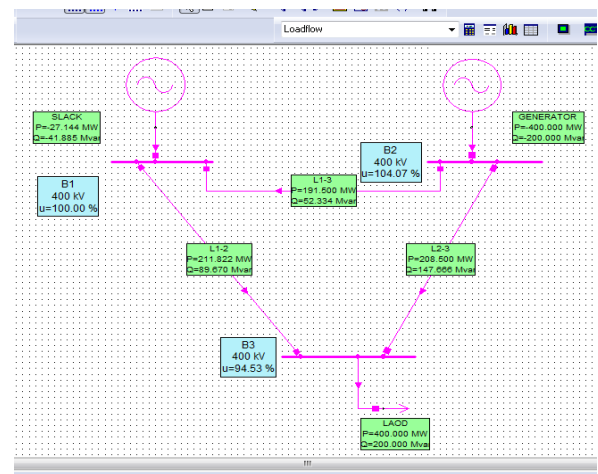 Loadflow
SLACK
P=-27.144 MW
Q=-41.885 Mvar
GENERATOR
P=-400.000 MW
Q=-200.000 Mvar
B2
400 kV
u=104.07 %
B1
400 kV
u=100.00 %
L1-3
P=191.500 MW
Q=52.334 Mvar
L1-2
P=211.822 MW
Q=89.670 Mvar
L2-3
P=208.500 MW
Q=147.666 Mvar
B3
400 kV
u=94.53 %
LAOD
P=400.000 MW
Q=200.000 Mvar